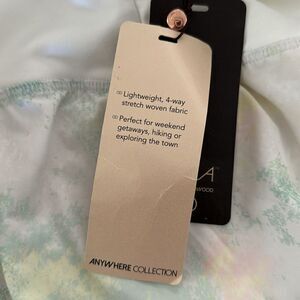 Lightweight, 4-way
stretch woven fabric
Perfect for weekend
getaways, hiking or
exploring the town
ANYWHERE COLLECTION